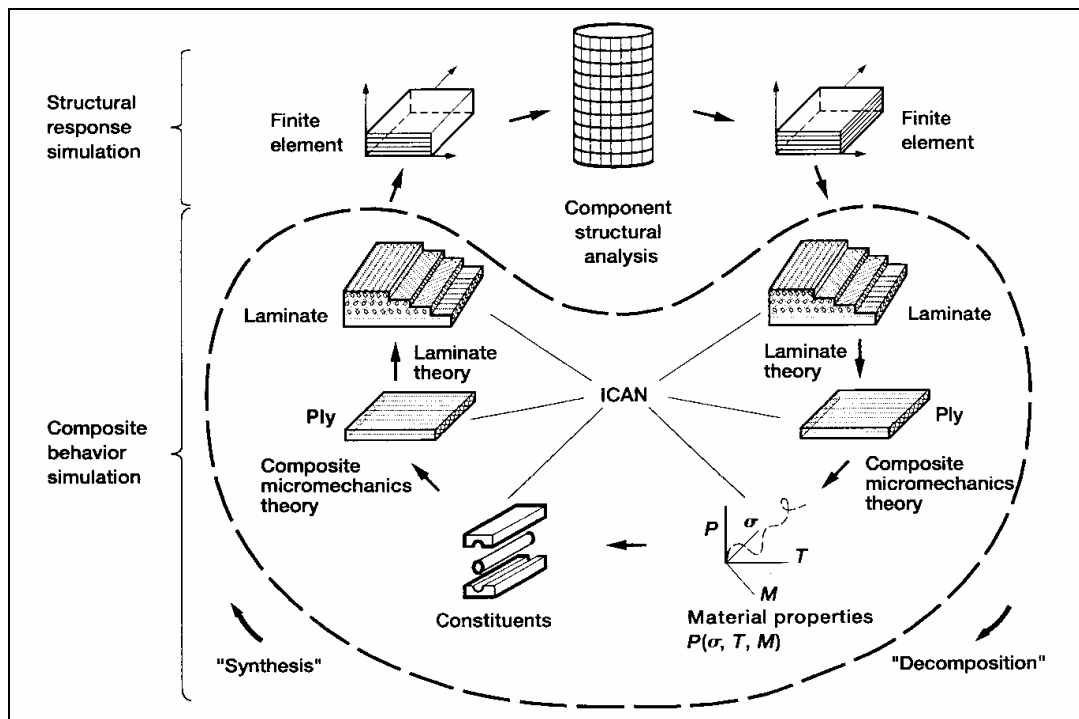 Structural
response
simulation
Finite
element
Component
structural
analysis
Finite
element
Composite
behavior
simulation
Laminate
Laminate
theory
Ply
Composite
micromechanics
theory
Constituents
"Synthesis"
ICAN
Laminate
Laminate
theory
Ply
Composite
micromechanics
theory
P
σ
T
M
Material properties
P(σ, T, M)
"Decomposition"